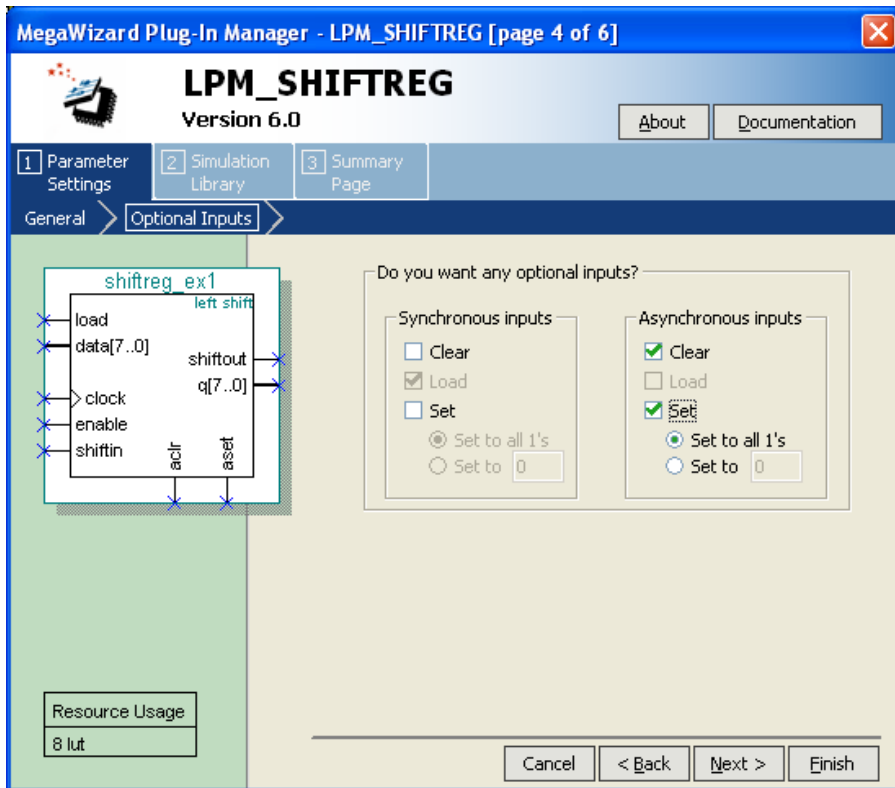 MegaWizard Plug-In Manager - LPM_SHIFTREG [page 4 of 6]
LPM_SHIFTREG
Version 6.0
About
Documentation
1 Parameter Settings
2 Simulation Library
3 Summary Page
General
Optional Inputs
shiftreg_ex1
left shift
load
data[7..0]
shiftout
q[7..0]
clock
enable
shiftin
aclr
aset
Do you want any optional inputs?
Synchronous inputs
Clear
Load
Set
Set to all 1's
Set to 0
Asynchronous inputs
Clear
Load
Set
Set to all 1's
Set to 0
Resource Usage
8 lut
Cancel
< Back
Next >
Finish